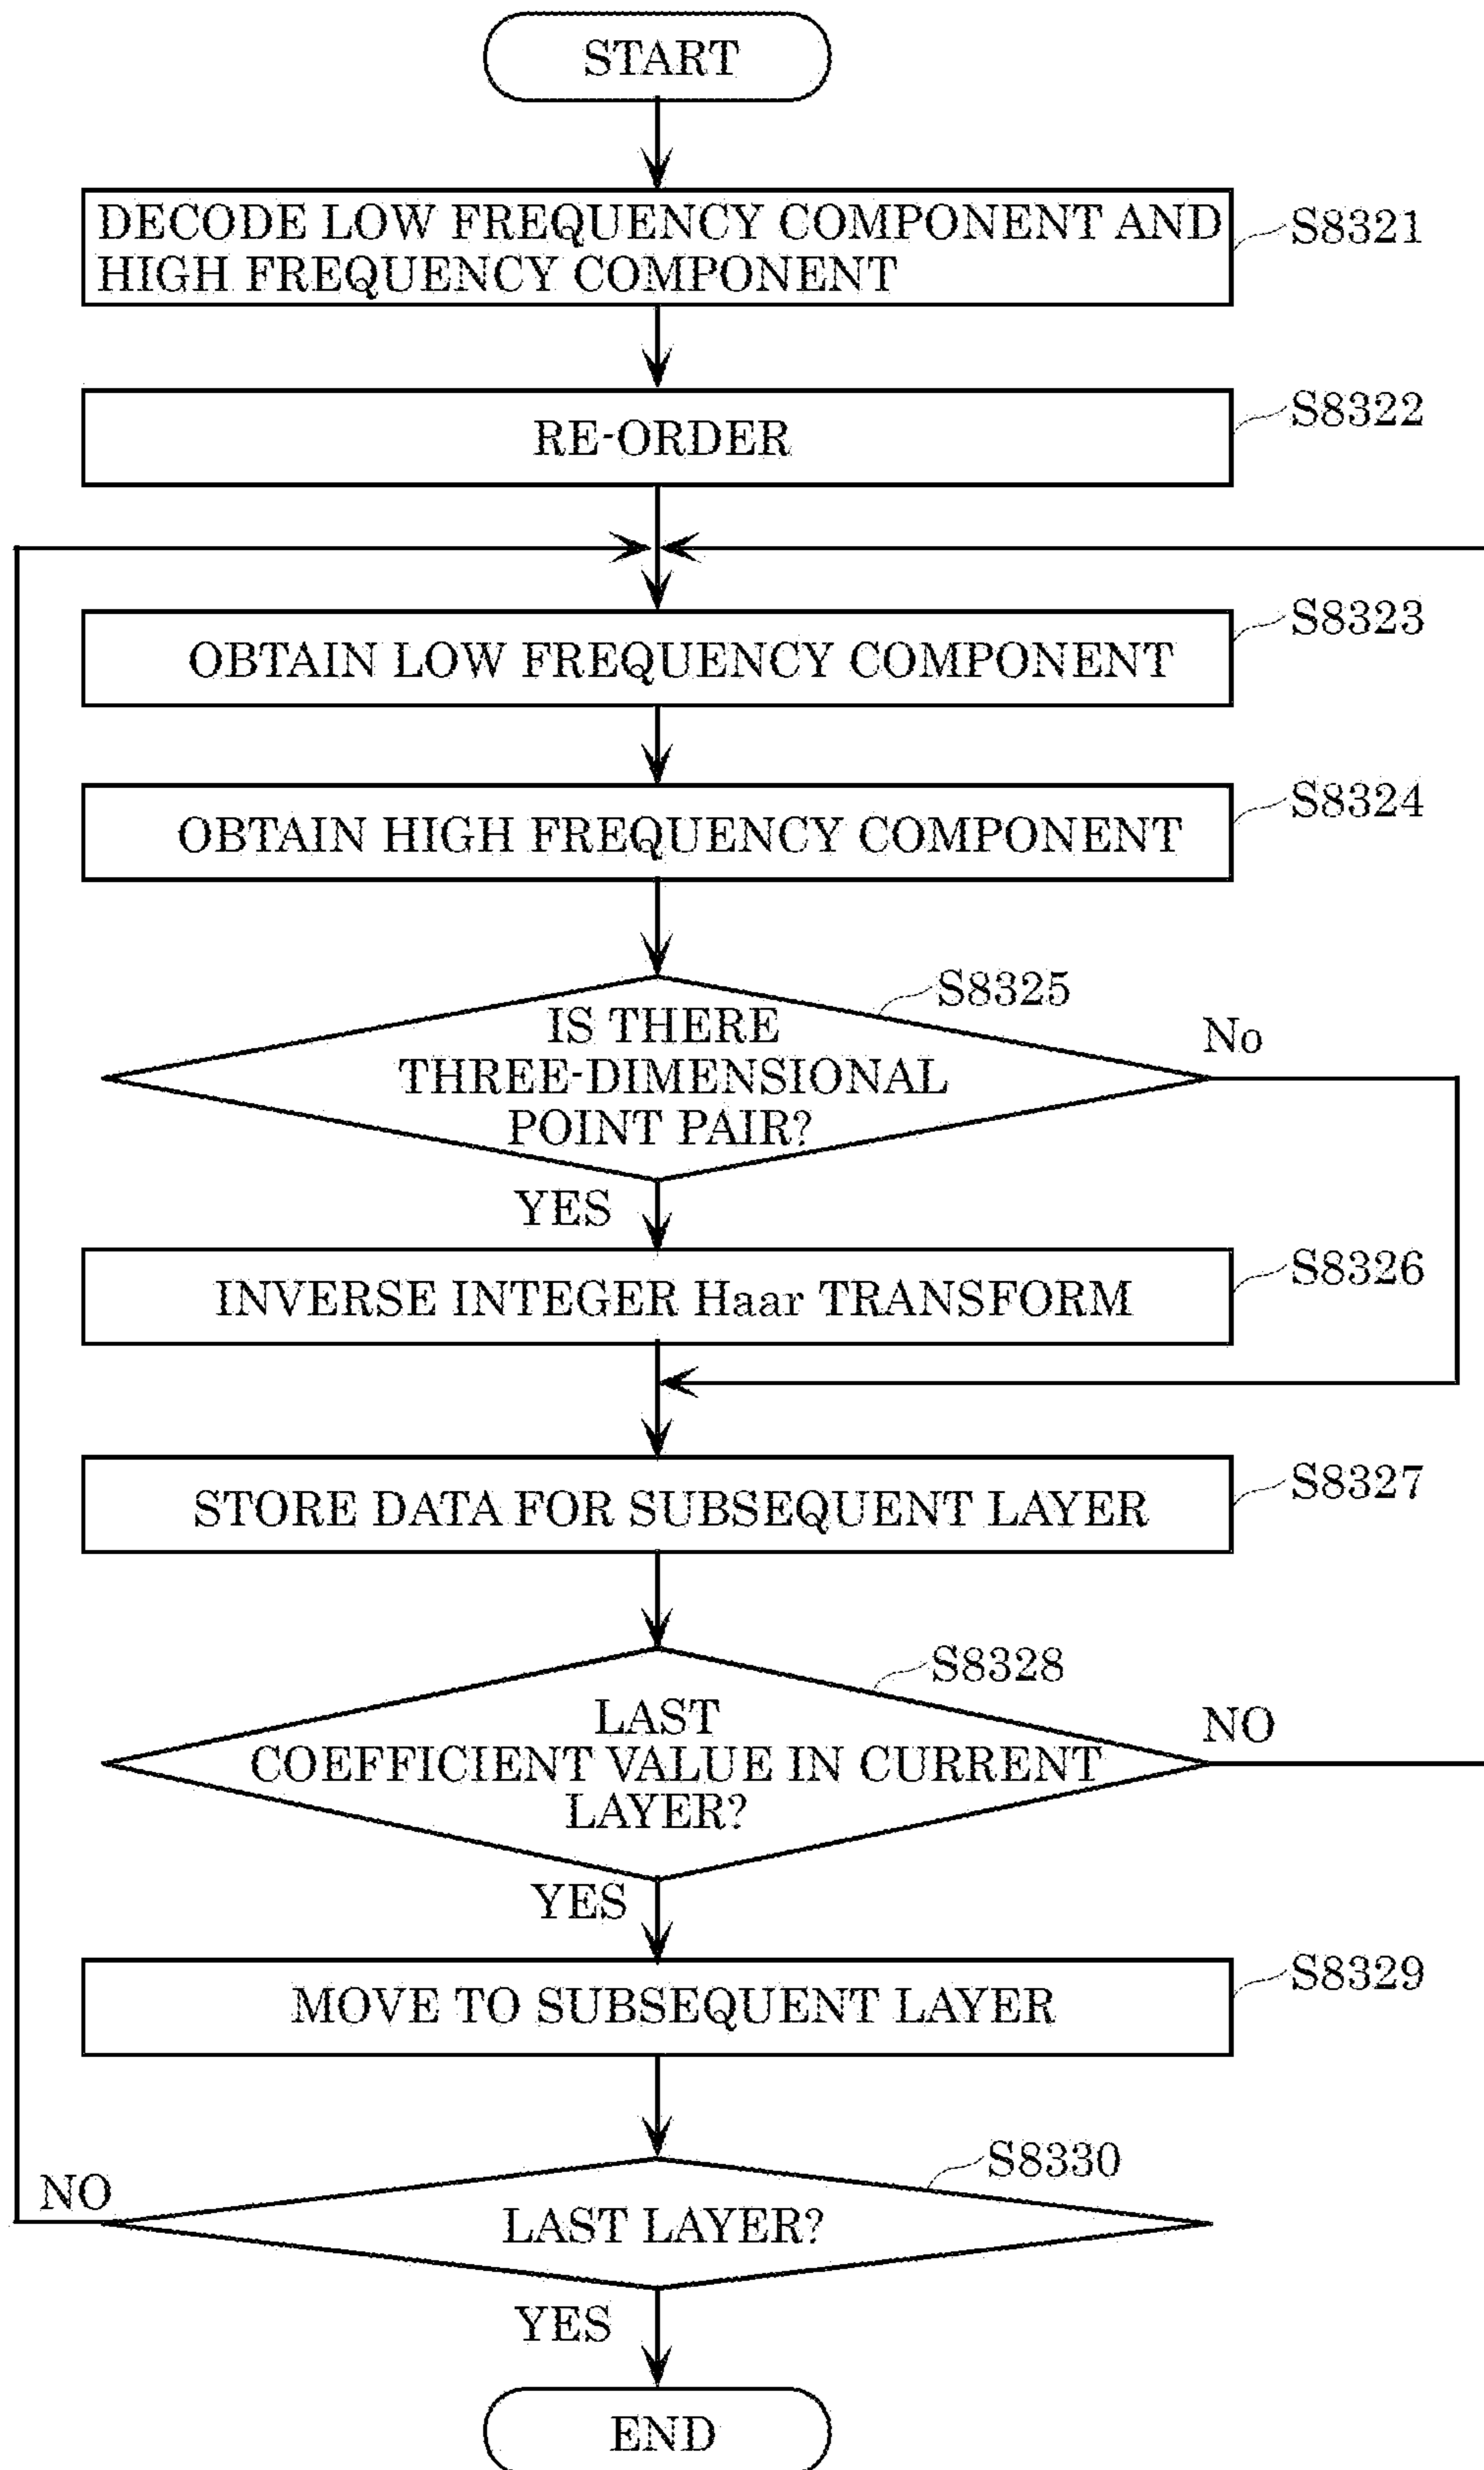 START
DECODE LOW FREQUENCY COMPONENT AND
HIGH FREQUENCY COMPONENT
S8321
RE-ORDER
S8322
OBTAIN LOW FREQUENCY COMPONENT
S8323
OBTAIN HIGH FREQUENCY COMPONENT
S8324
IS THERE
THREE-DIMENSIONAL
POINT PAIR?
S8325
No
YES
INVERSE INTEGER Haar TRANSFORM
S8326
STORE DATA FOR SUBSEQUENT LAYER
S8327
LAST
COEFFICIENT VALUE IN CURRENT
LAYER?
S8328
NO
YES
MOVE TO SUBSEQUENT LAYER
S8329
LAST LAYER?
S8330
NO
YES
END